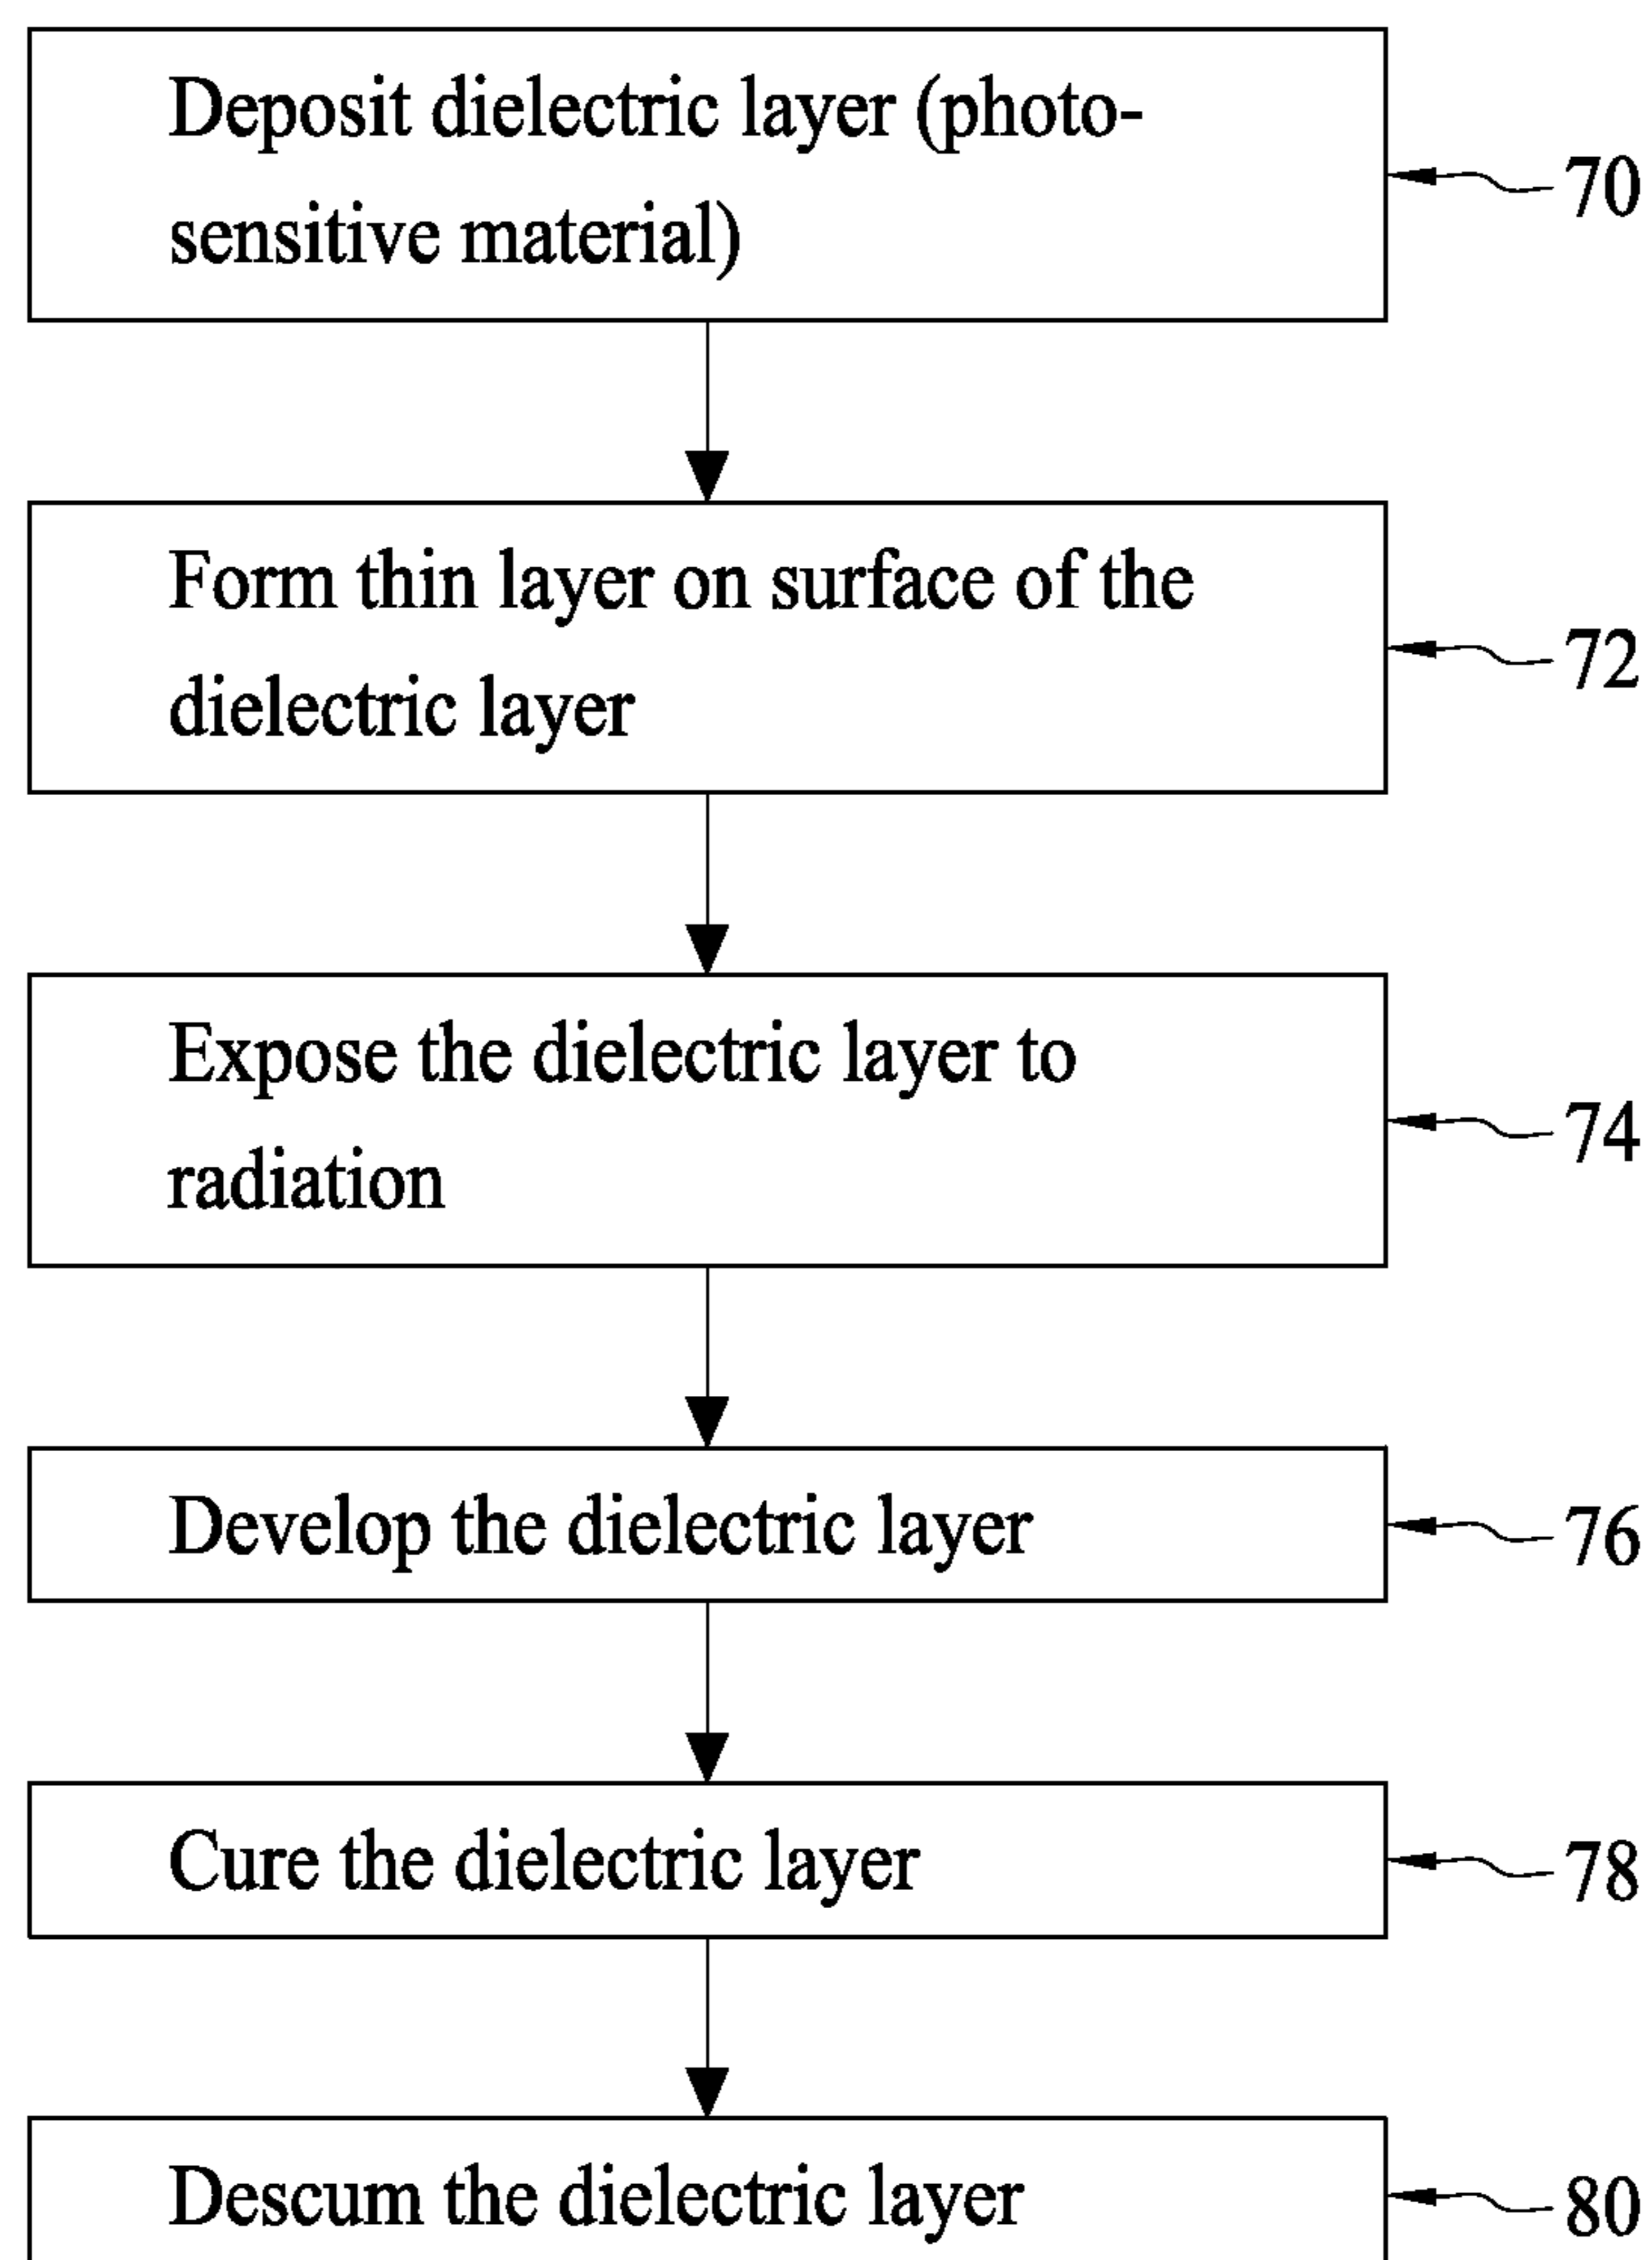 Deposit dielectric layer (photo-
sensitive material)
70
Form thin layer on surface of the
dielectric layer
72
Expose the dielectric layer to
radiation
74
Develop the dielectric layer
76
Cure the dielectric layer
78
Descum the dielectric layer
80